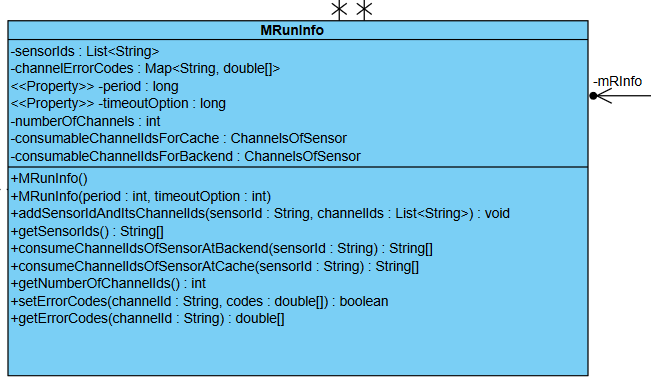 MRunInfo
-sensorIds : List<String>
-channelErrorCodes : Map<String, double[]>
<<Property>> -period : long
<<Property>> -timeoutOption : long
-numberOfChannels : int
-consumableChannelIdsForCache : ChannelsOfSensor
-consumableChannelIdsForBackend : ChannelsOfSensor
-mRInfo
+MRunInfo()
+MRunInfo(period : int, timeoutOption : int)
+addSensorIdAndItsChannelIds(sensorId : String, channelIds : List<String>) : void
+getSensorIds() : String[]
+consumeChannelIdsOfSensorAtBackend(sensorId : String) : String[]
+consumeChannelIdsOfSensorAtCache(sensorId : String) : String[]
+getNumberOfChannelIds() : int
+setErrorCodes(channelId : String, codes : double[]) : boolean
+getErrorCodes(channelId : String) : double[]